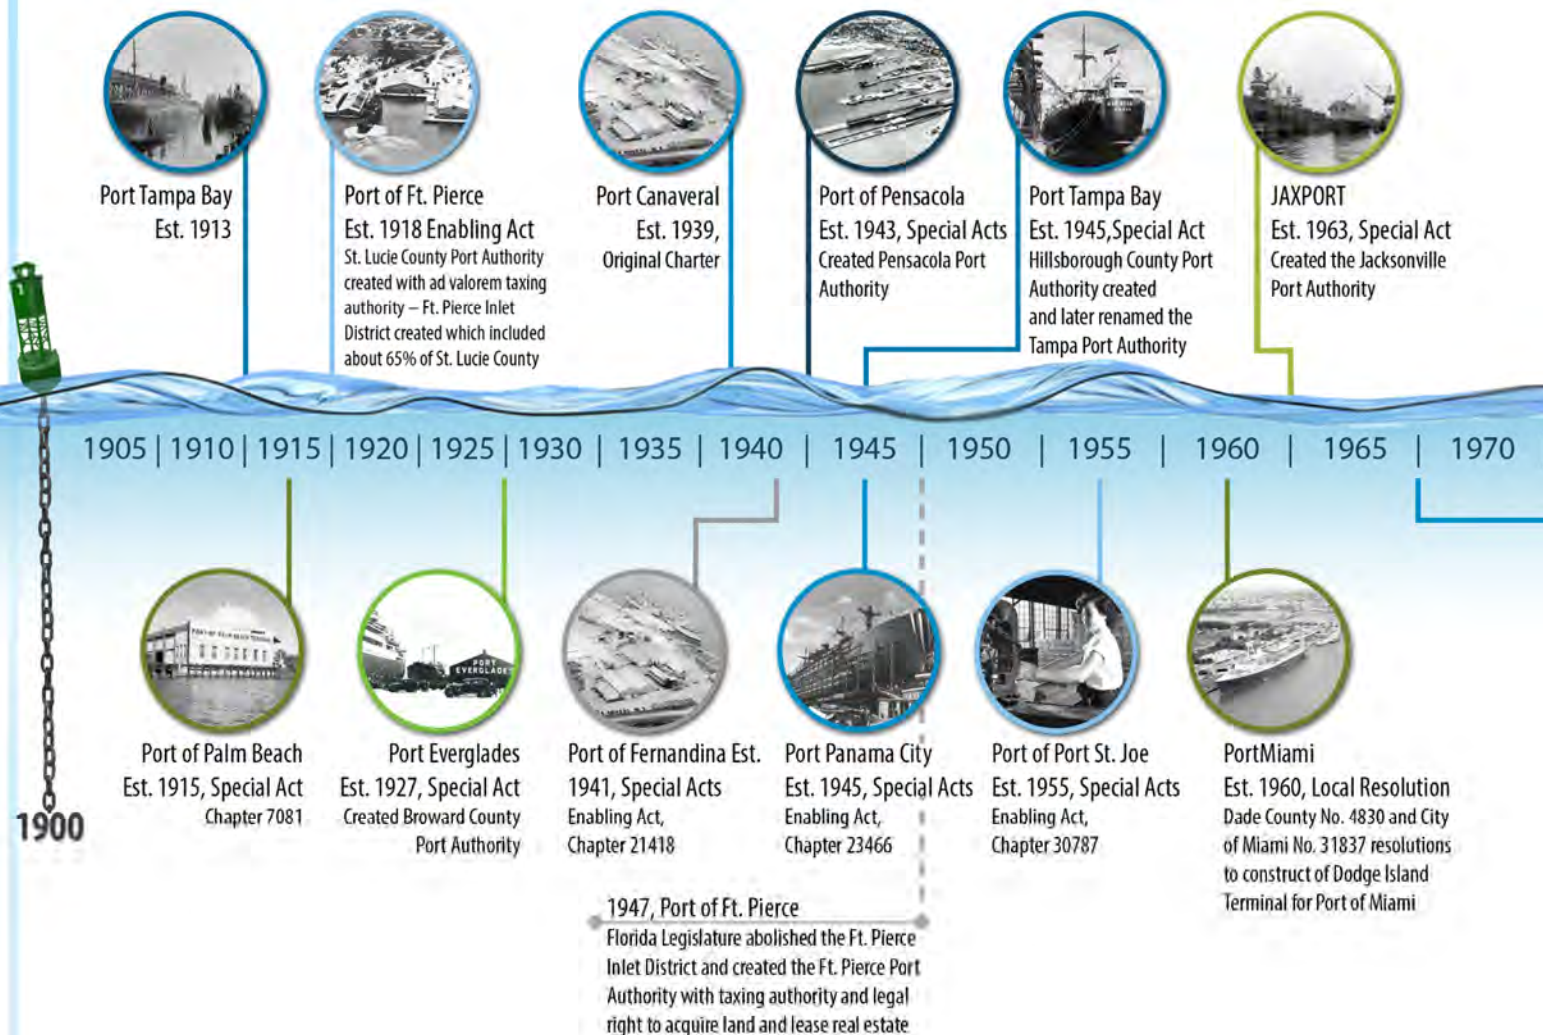 Port Tampa Bay
Est. 1913
Port of Ft. Pierce
Est. 1918 Enabling Act
St. Lucie County Port Authority
created with ad valorem taxing
authority – Ft. Pierce Inlet
District created which included
about 65% of St. Lucie County
Port Canaveral
Est. 1939,
Original Charter
Port of Pensacola
Est. 1943, Special Acts
Created Pensacola Port
Authority
Port Tampa Bay
Est. 1945,Special Act
Hillsborough County Port
Authority created
and later renamed the
Tampa Port Authority
JAXPORT
Est. 1963, Special Act
Created the Jacksonville
Port Authority
1
1905 | 1910 | 1915 | 1920 | 1925 | 1930 | 1935 | 1940 | 1945 | 1950 | 1955 | 1960 | 1965 | 1970
1900
PORT OF PALM BEACH TERMINAL
Port of Palm Beach
Est. 1915, Special Act
Chapter 7081
PORT
EVERGLADES
Port Everglades
Est. 1927, Special Act
Created Broward County
Port Authority
Port of Fernandina Est.
1941, Special Acts
Enabling Act,
Chapter 21418
Port Panama City
Est. 1945, Special Acts
Enabling Act,
Chapter 23466
Port of Port St. Joe
Est. 1955, Special Acts
Enabling Act,
Chapter 30787
PortMiami
Est. 1960, Local Resolution
Dade County No. 4830 and City
of Miami No. 31837 resolutions
to construct of Dodge Island
Terminal for Port of Miami
1947, Port of Ft. Pierce
Florida Legislature abolished the Ft. Pierce
Inlet District and created the Ft. Pierce Port
Authority with taxing authority and legal
right to acquire land and lease real estate